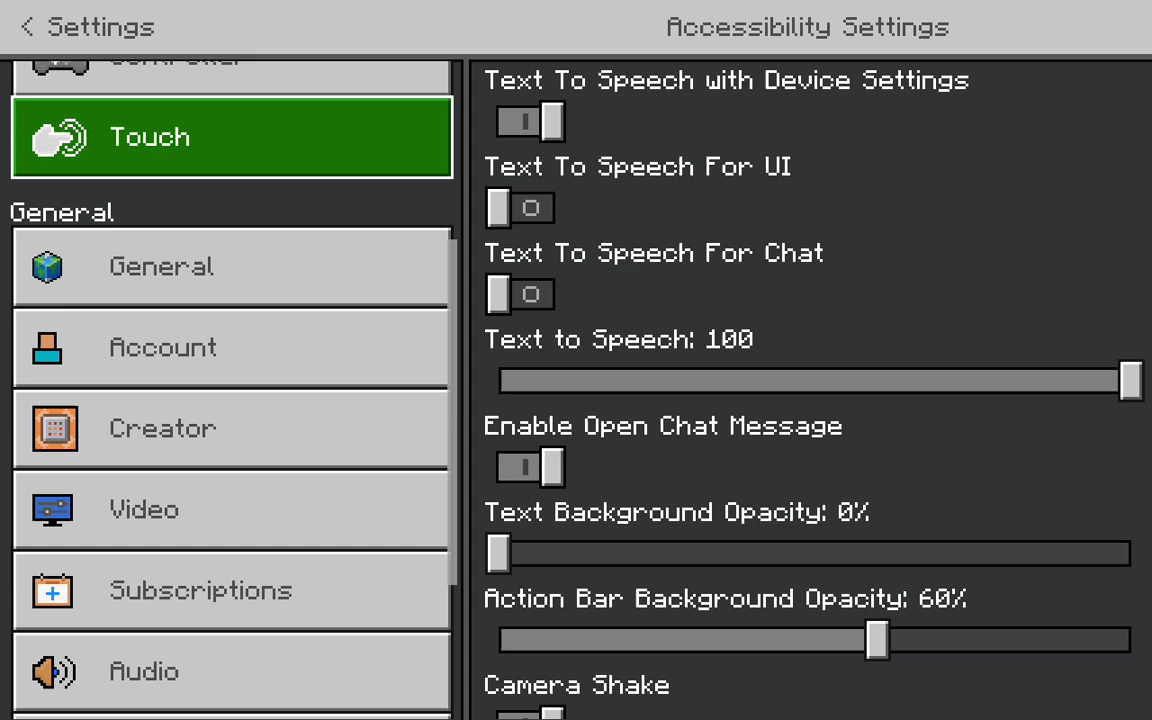 Settings
Accessibility Settings
Controller
Touch
General
General
Account
Creator
Video
Subscriptions
Audio
Text To Speech with Device Settings
Text To Speech For UI
Text To Speech For Chat
Text to Speech: 100
Enable Open Chat Message
Text Background Opacity: 0%
Action Bar Background Opacity: 60%
Camera Shake